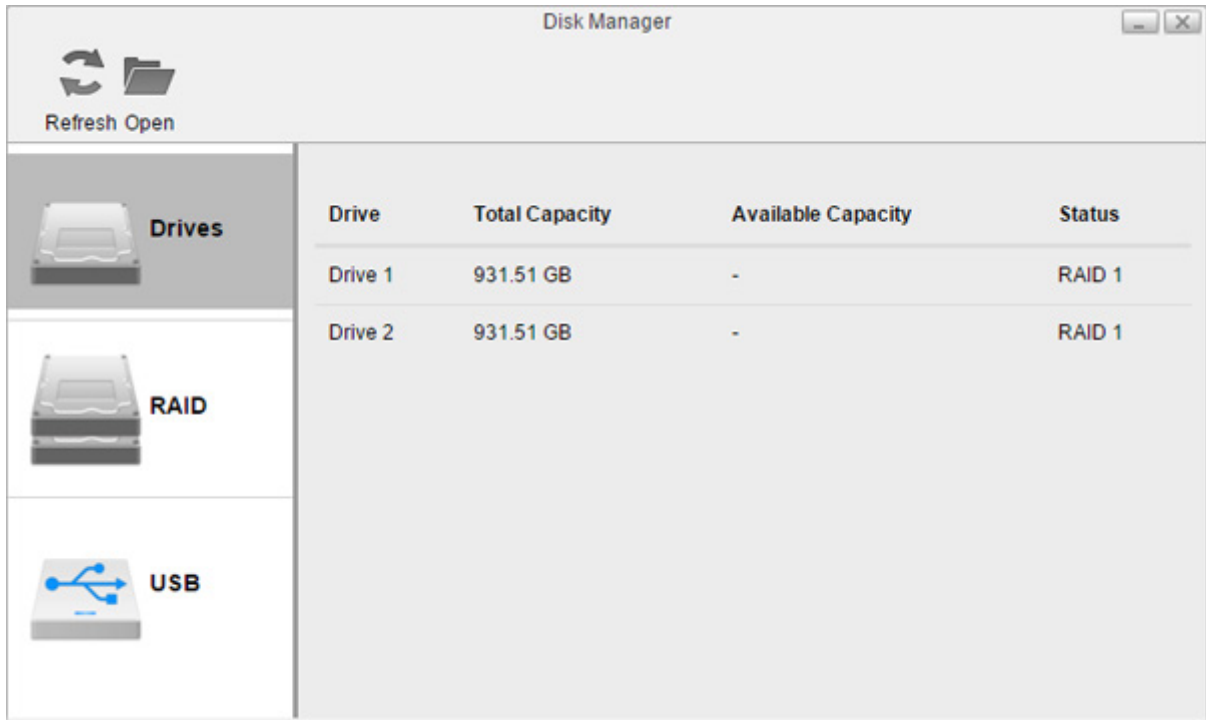 Disk Manager
Refresh Open
Drives
RAID
USB
Drive Total Capacity Available Capacity Status
Drive 1 931.51 GB - RAID 1
Drive 2 931.51 GB - RAID 1